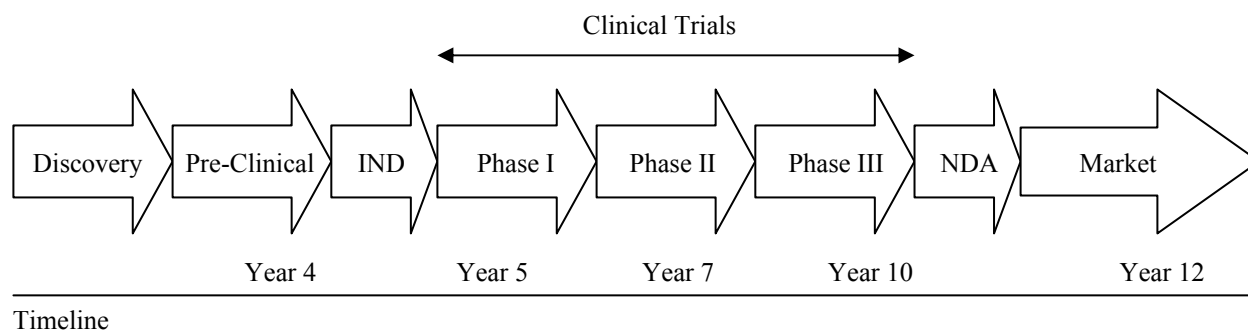 Clinical Trials
Discovery Pre-Clinical IND Phase I Phase II Phase III NDA Market
Year 4 Year 5 Year 7 Year 10 Year 12
Timeline